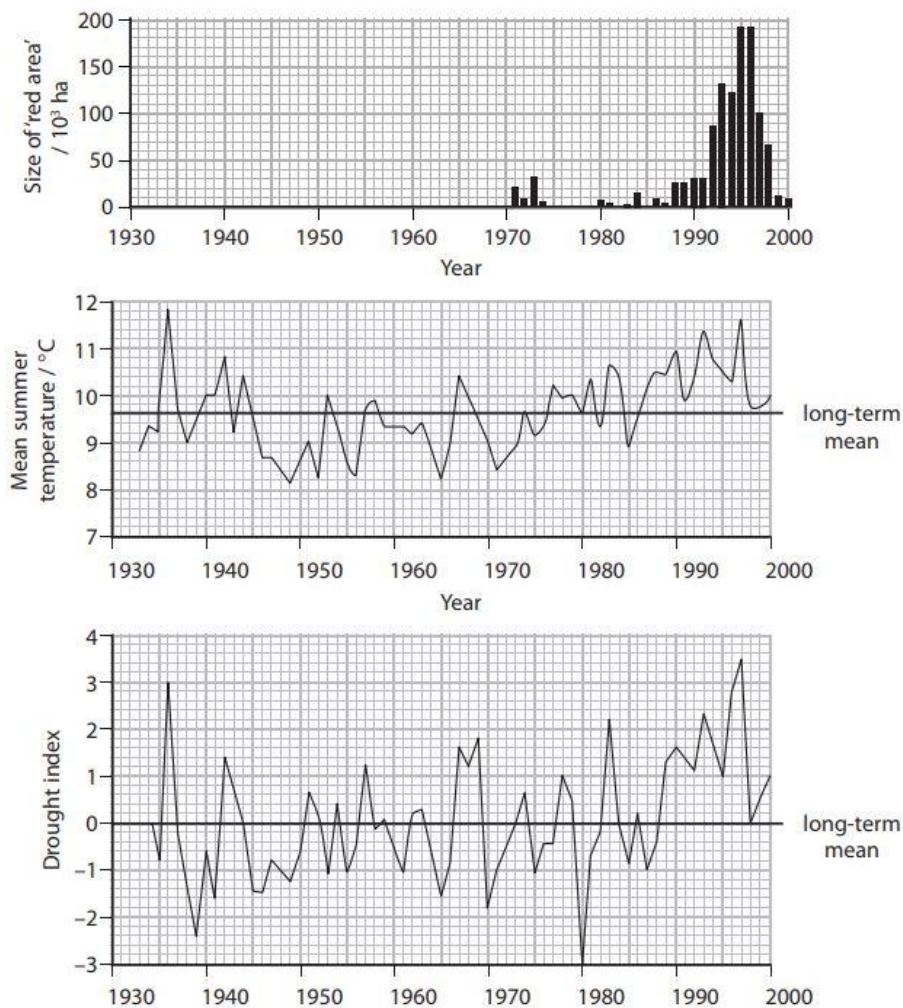 Size of 'red area'
/ 10³ ha
200
150
100
50
0
1930 1940 1950 1960 1970 1980 1990 2000
Year
Mean summer
temperature / °C
12
11
10
9
8
7
long-term
mean
1930 1940 1950 1960 1970 1980 1990 2000
Year
Drought index
4
3
2
1
0
–1
–2
–3
long-term
mean
1930 1940 1950 1960 1970 1980 1990 2000